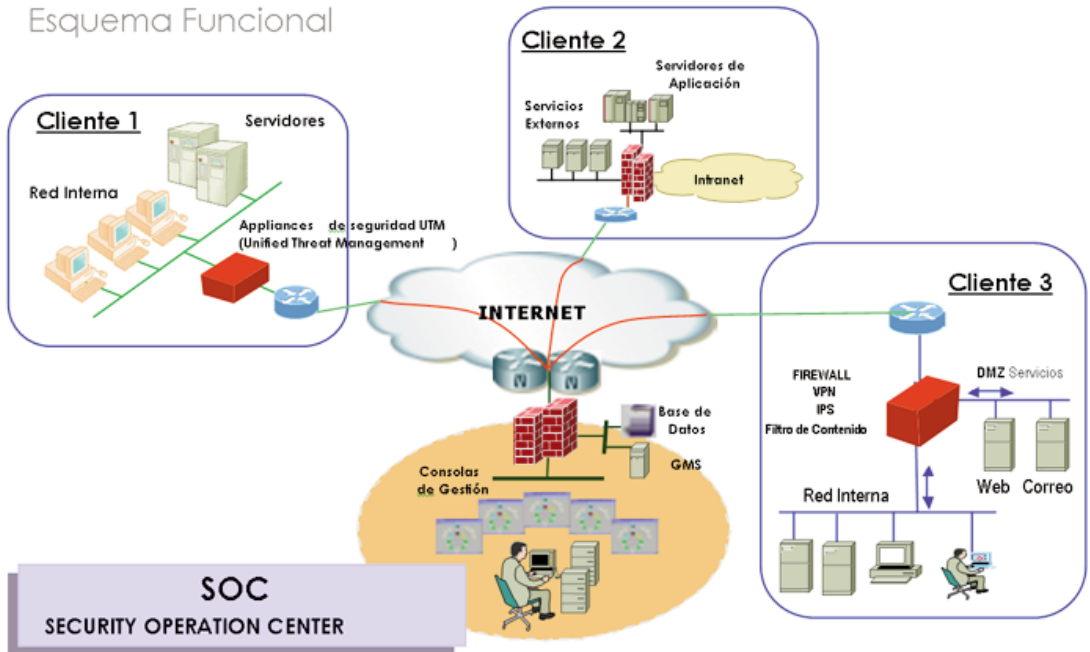 Esquema Funcional
Cliente 1
Servidores
Red Interna
Appliances de seguridad UTM
(Unified Threat Management )
Cliente 2
Servidores de
Aplicación
Servicios
Externos
Intranet
INTERNET
Cliente 3
FIREWALL
VPN
IPS
Filtro de Contenido
DMZ Servicios
Web
Correo
Red Interna
Base de
Datos
GMS
Consolas
de Gestión
N
N
SOC
SECURITY OPERATION CENTER